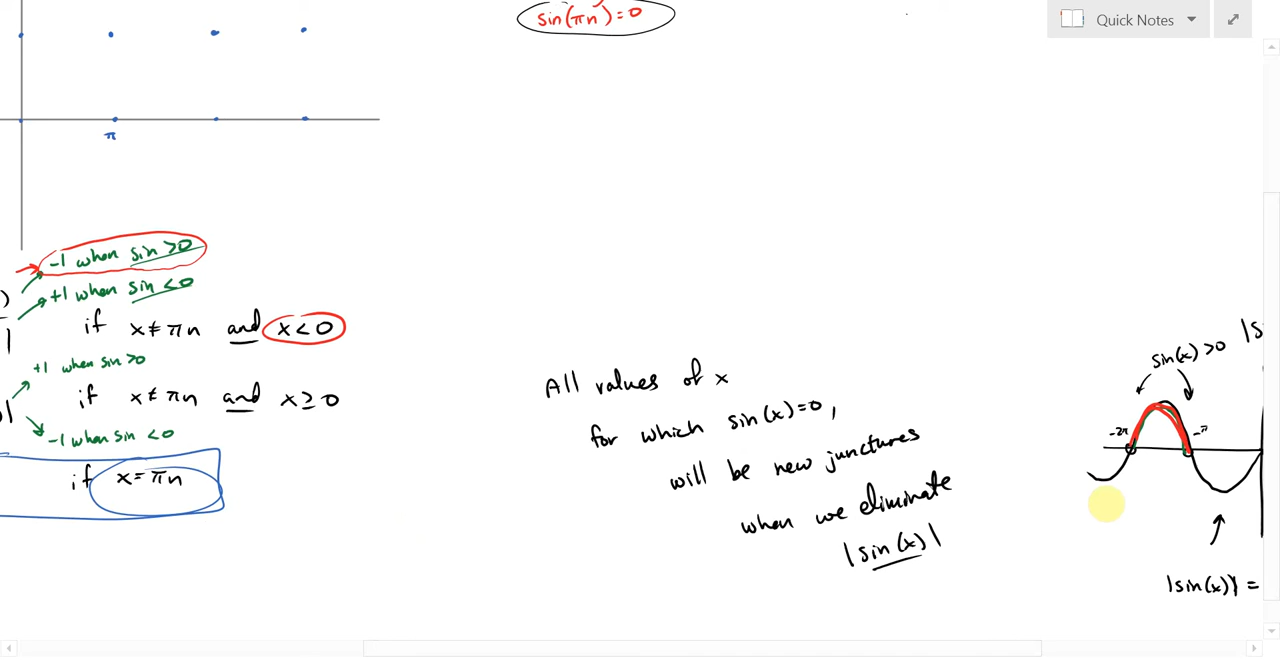 sin(πn)=0
Quick Notes
π
-1 when sin>0
+1 when sin<0
)
|
if x≠πn and x<0
+1 when sin>0
|
if x≠πn and x≥0
-1 when sin<0
if x=πn
All values of x
for which sin(x)=0,
will be new junctures
when we eliminate
|sin(x)|
|s
sin(x)>0
-2π
-π
|sin(x)| =